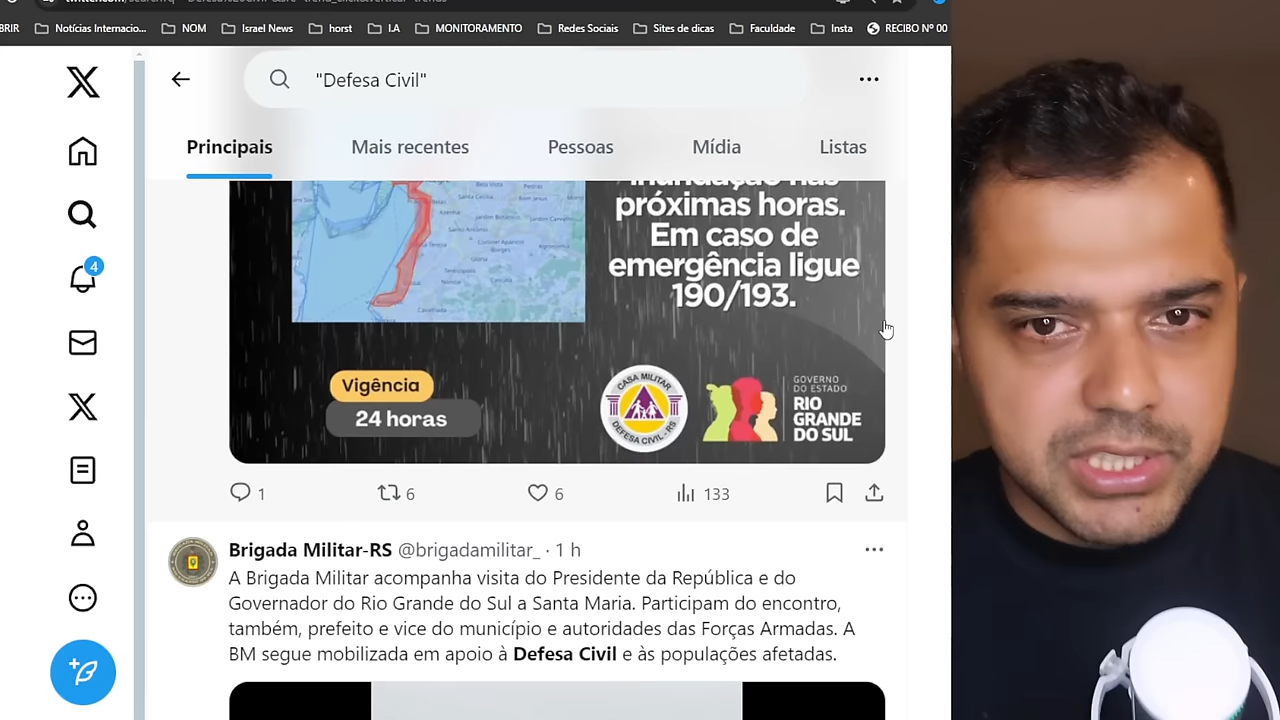 BRIR Notícias Internacio... NOM Israel News horst I.A MONITORAMENTO Redes Sociais Sites de dicas Faculdade Insta RECIBO Nº 00
"Defesa Civil"
Principais Mais recentes Pessoas Mídia Listas
4
Inundação nas
próximas horas.
Em caso de
emergência ligue
190/193.
Vigência
24 horas
CASA MILITAR
DEFESA CIVIL - RS
GOVERNO
DO ESTADO
RIO
GRANDE
DO SUL
1 6 6 133
Brigada Militar-RS @brigadamilitar_ · 1 h
A Brigada Militar acompanha visita do Presidente da República e do
Governador do Rio Grande do Sul a Santa Maria. Participam do encontro,
também, prefeito e vice do município e autoridades das Forças Armadas. A
BM segue mobilizada em apoio à Defesa Civil e às populações afetadas.